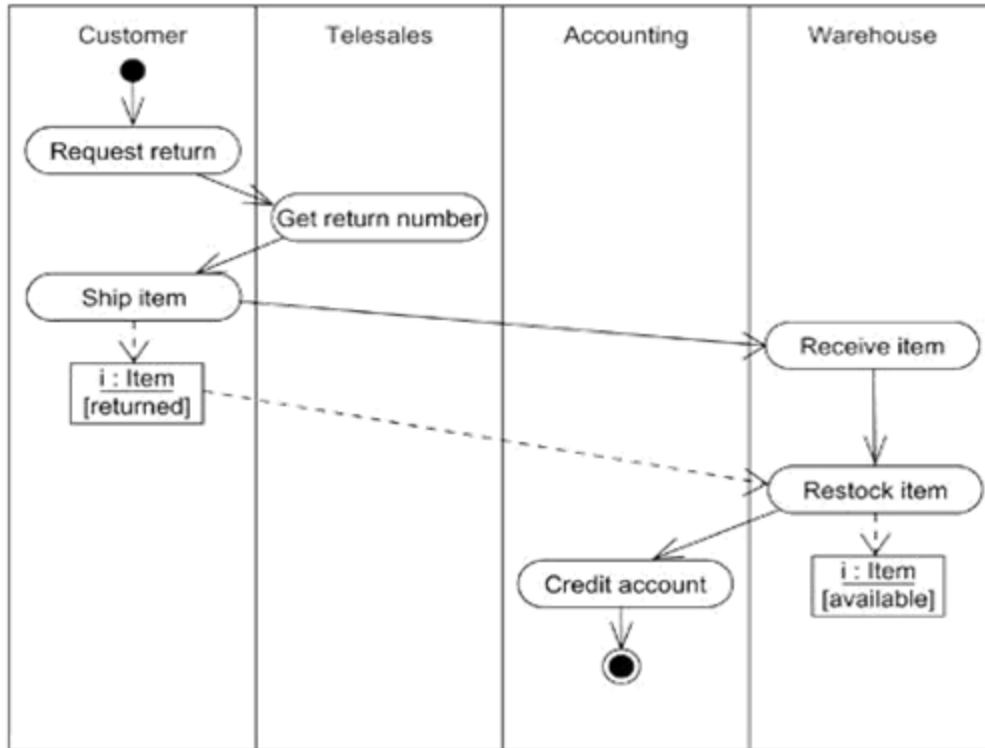 Customer
Telesales
Accounting
Warehouse
Request return
Get return number
Ship item
Receive item
i : Item
[returned]
Restock item
Credit account
i : Item
[available]